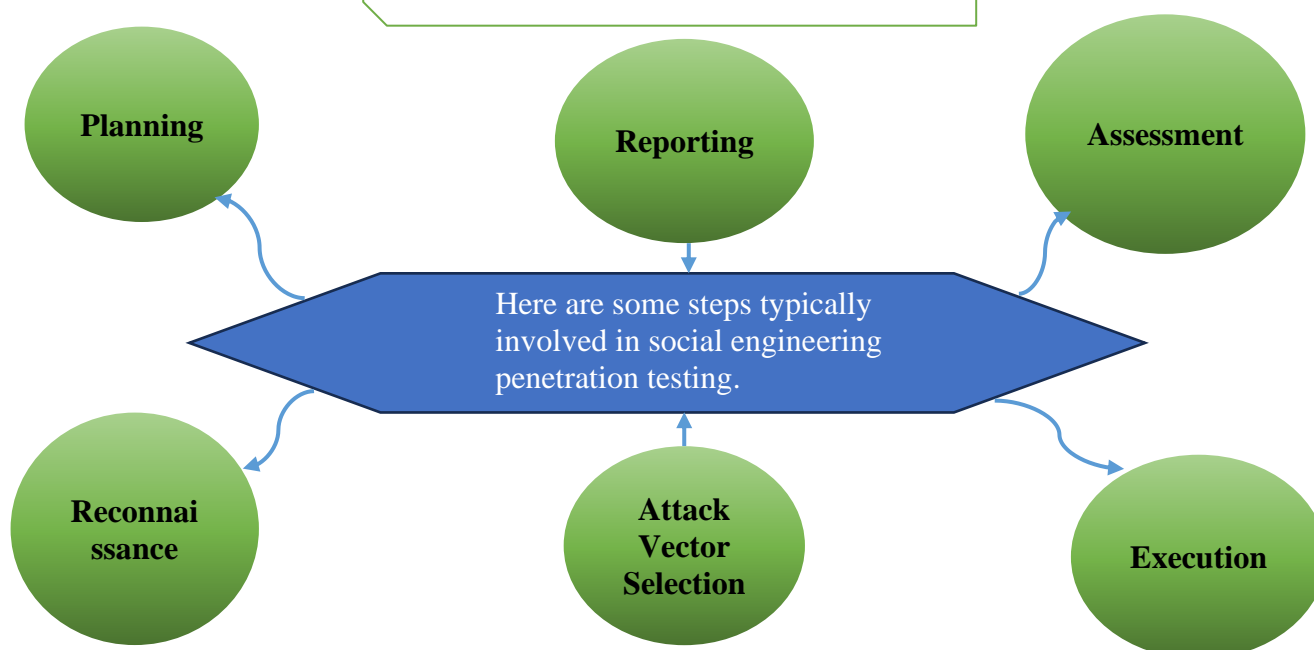 Planning
Reporting
Assessment
Here are some steps typically
involved in social engineering
penetration testing.
Reconnai
ssance
Attack
Vector
Selection
Execution